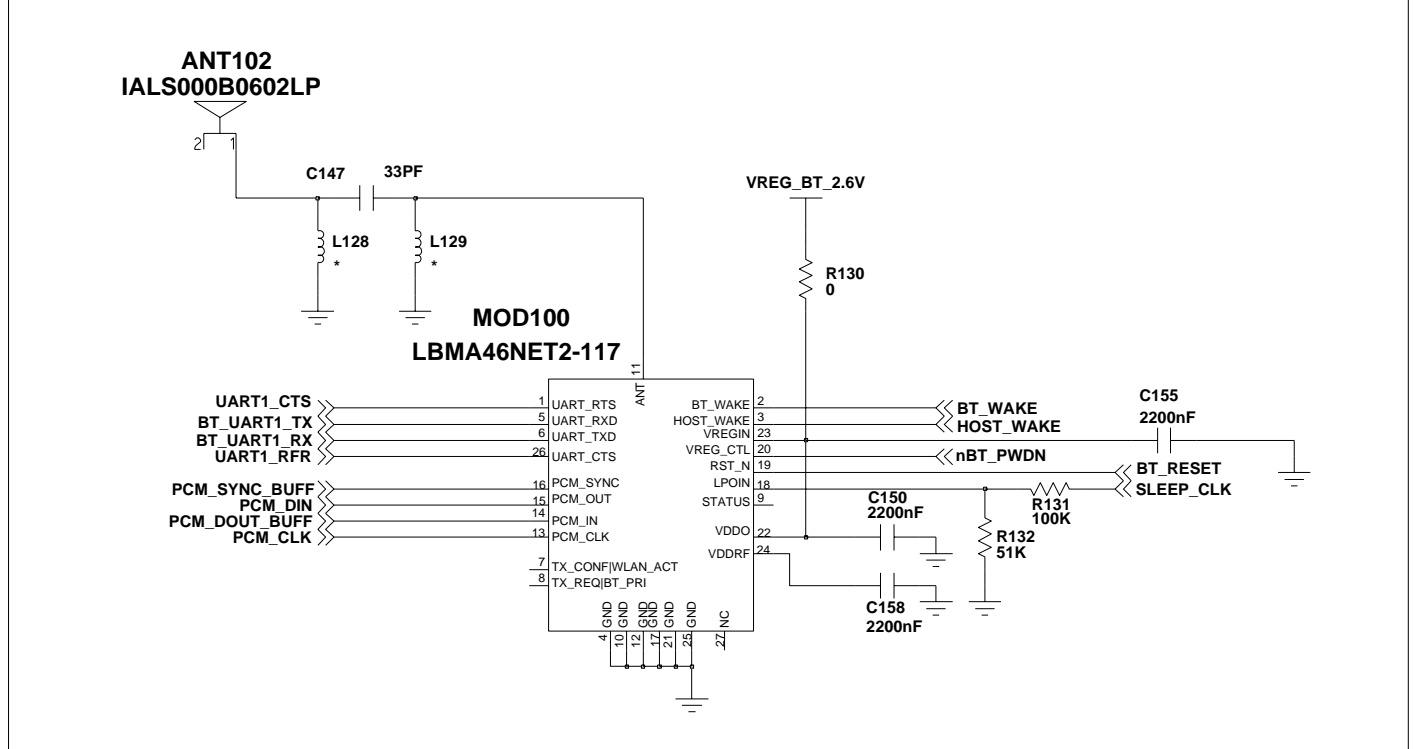 ANT102
IALS000B0602LP
2 1
C147 33PF
L128
*
L129
*
VREG_BT_2.6V
R130
0
MOD100
LBMA46NET2-117
11
ANT
UART1_CTS
BT_UART1_TX
BT_UART1_RX
UART1_RFR
PCM_SYNC_BUFF
PCM_DIN
PCM_DOUT_BUFF
PCM_CLK
1 UART_RTS
5 UART_RXD
6 UART_TXD
26 UART_CTS
16 PCM_SYNC
15 PCM_OUT
14 PCM_IN
13 PCM_CLK
7 TX_CONF|WLAN_ACT
8 TX_REQ|BT_PRI
BT_WAKE 2
HOST_WAKE 3
VREGIN 23
VREG_CTL 20
RST_N 19
LPOIN 18
STATUS 9
VDDO 22
VDDRF 24
BT_WAKE
HOST_WAKE
C155
2200nF
nBT_PWDN
BT_RESET
SLEEP_CLK
R131
100K
R132
51K
C150
2200nF
C158
2200nF
GND GND GND GND GND GND NC
4 10 12 17 21 25 27